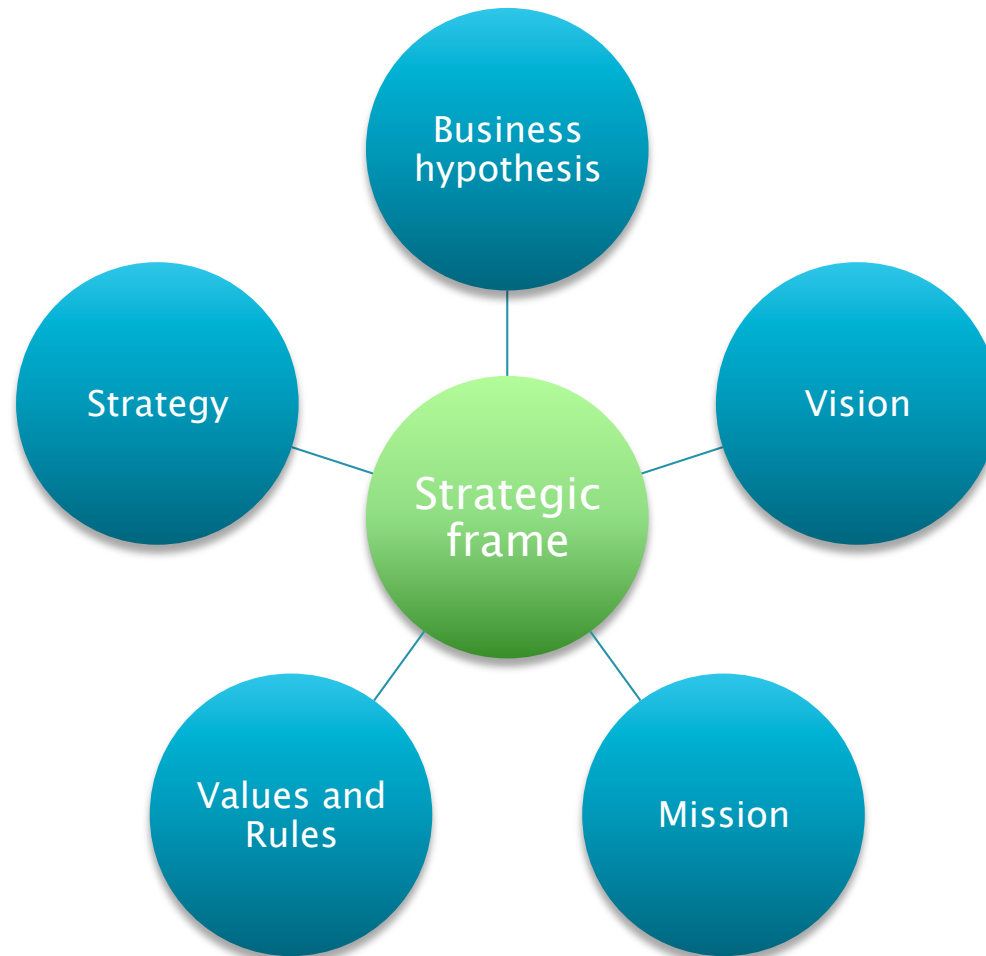 Business
hypothesis
Strategy
Vision
Strategic
frame
Values and
Rules
Mission